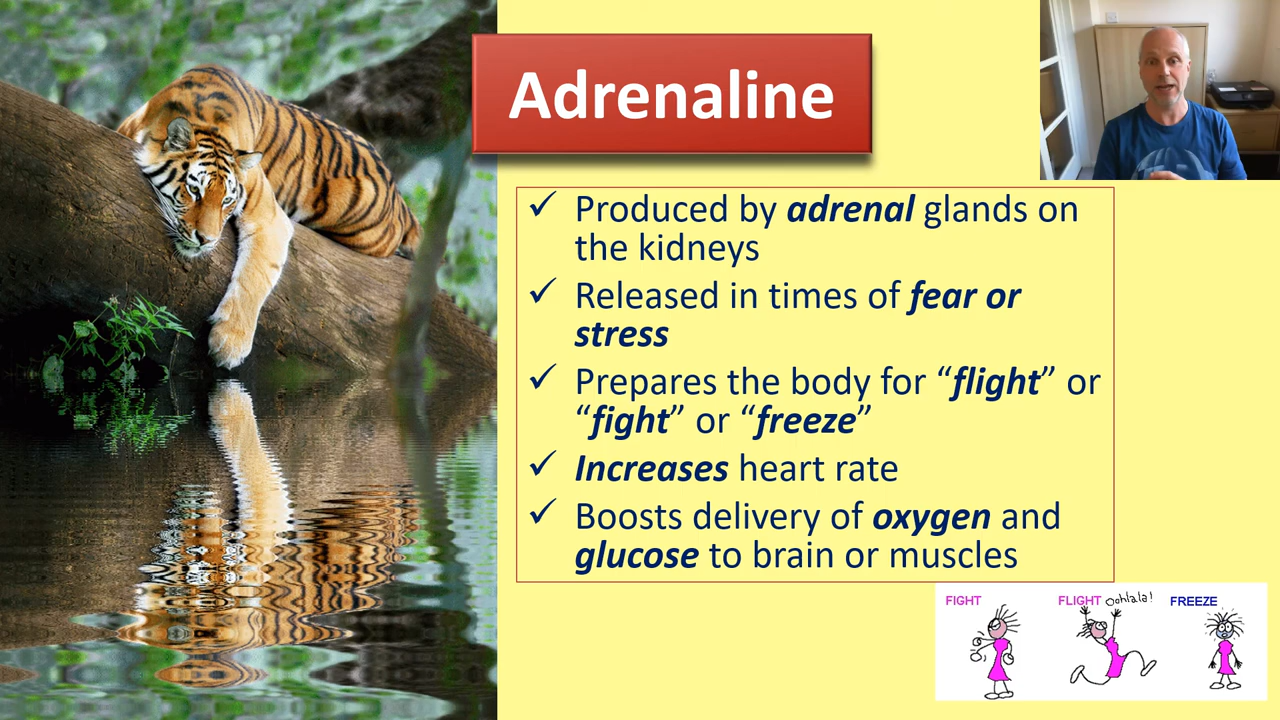 Adrenaline
✓ Produced by adrenal glands on
the kidneys
✓ Released in times of fear or
stress
✓ Prepares the body for “flight” or
“fight” or “freeze”
✓ Increases heart rate
✓ Boosts delivery of oxygen and
glucose to brain or muscles
FIGHT
FLIGHT Oohlala!
FREEZE